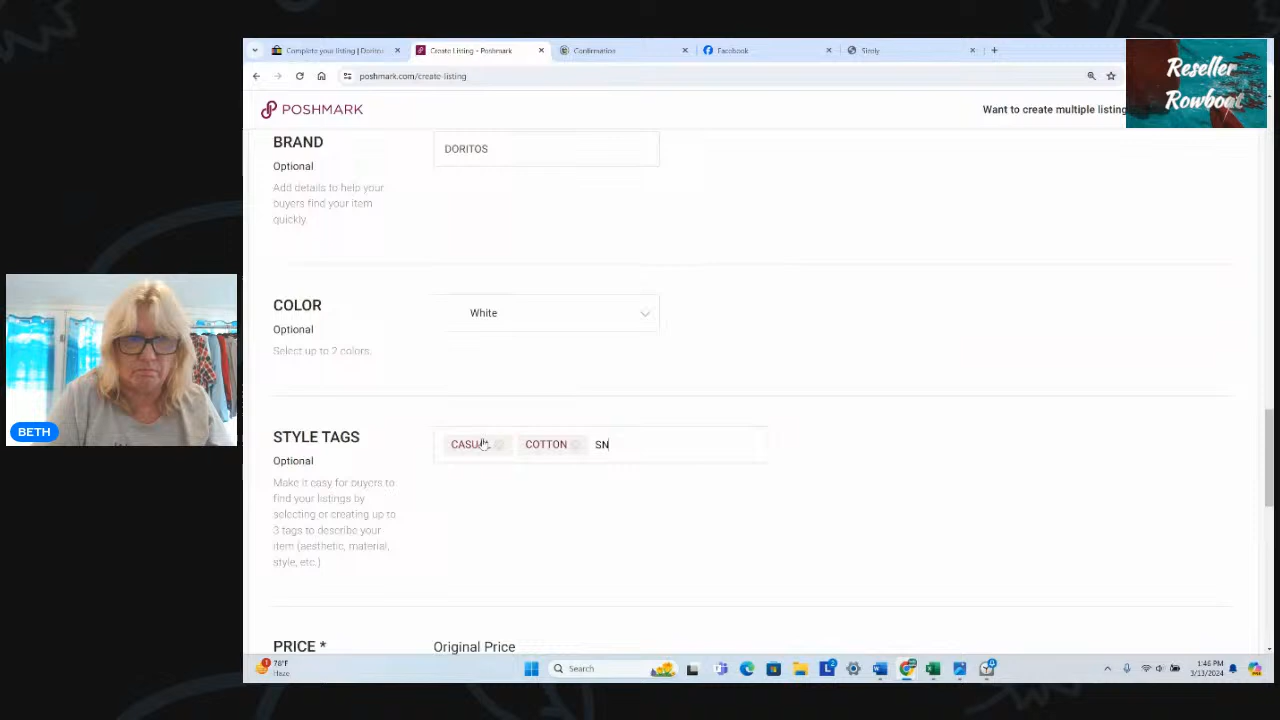 Complete your listing | Doritos
Create Listing - Poshmark
Confirmation
Facebook
Siroly
poshmark.com/create-listing
Reseller
Rowboat
POSHMARK
Want to create multiple listing
BRAND
DORITOS
Optional
Add details to help your
buyers find your item
quickly.
COLOR
White
Optional
Select up to 2 colors.
STYLE TAGS
CASUAL COTTON SN
Optional
Make it easy for buyers to
find your listings by
selecting or creating up to
3 tags to describe your
item (aesthetic, material,
style, etc.)
PRICE *
Original Price
BETH
78°F
Haze
Search
1:46 PM
3/13/2024